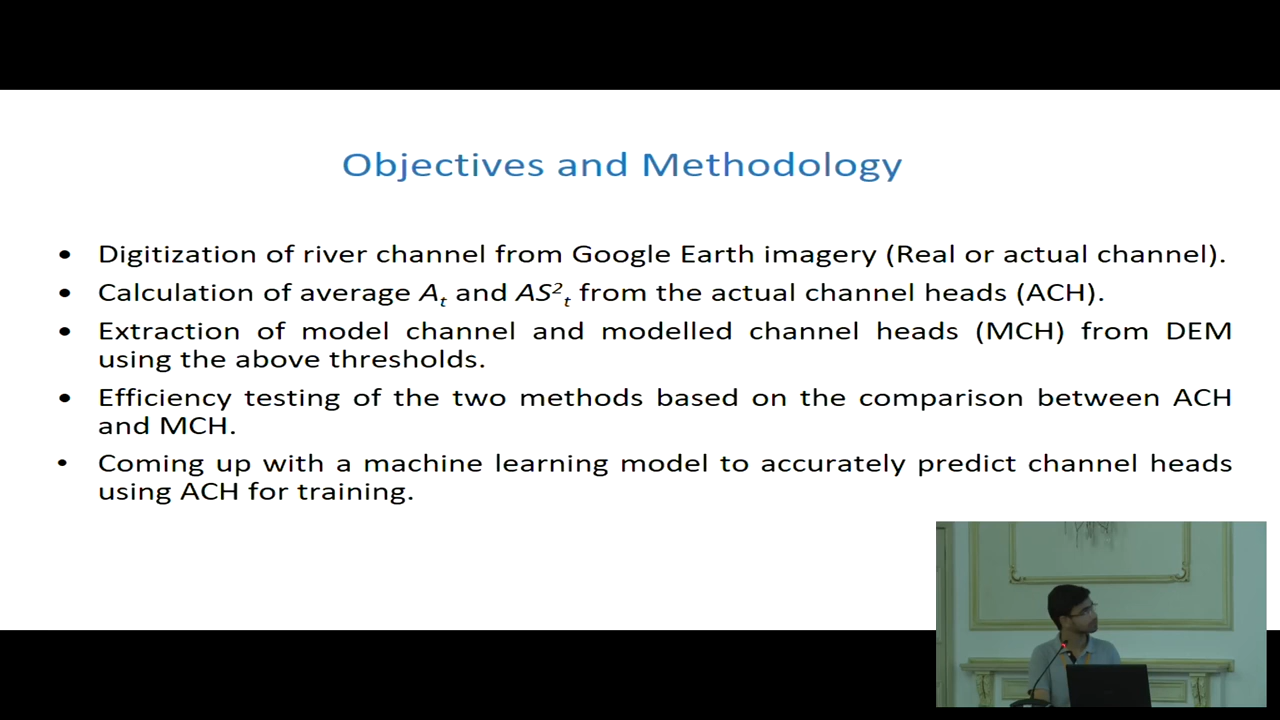 Objectives and Methodology
• Digitization of river channel from Google Earth imagery (Real or actual channel).
• Calculation of average Aₜ and AS²ₜ from the actual channel heads (ACH).
• Extraction of model channel and modelled channel heads (MCH) from DEM
using the above thresholds.
• Efficiency testing of the two methods based on the comparison between ACH
and MCH.
• Coming up with a machine learning model to accurately predict channel heads
using ACH for training.